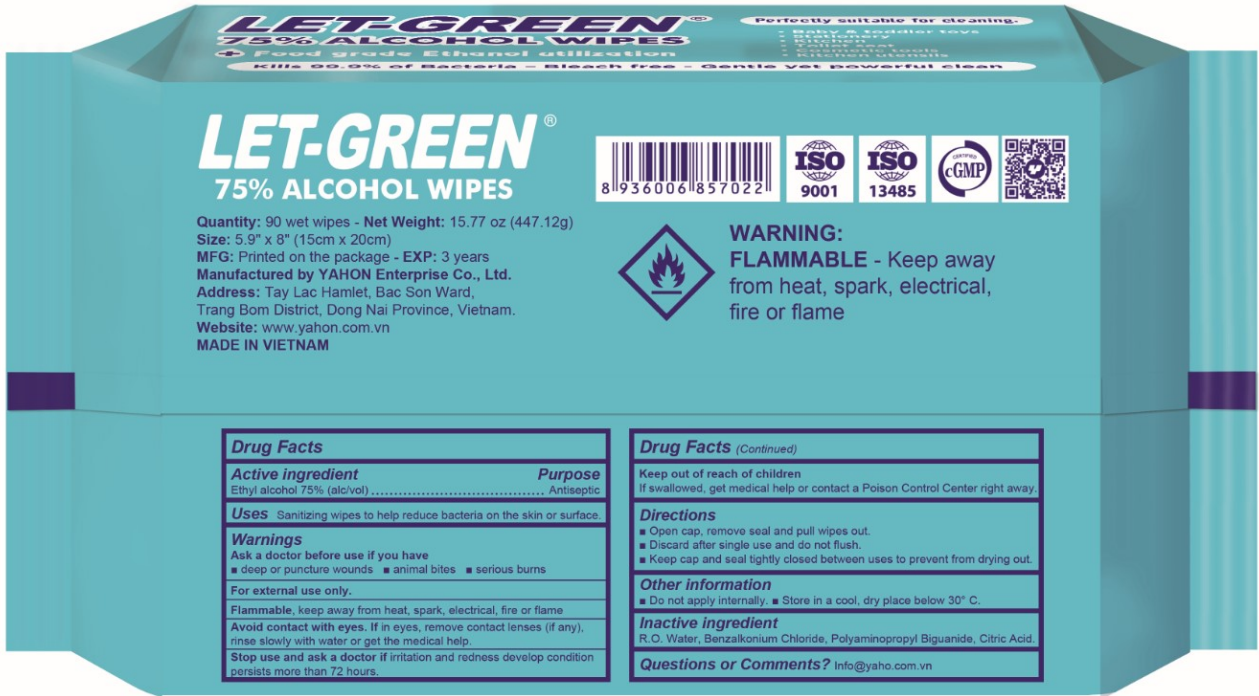 LET-GREEN®
75% ALCOHOL WIPES
+ Food grade Ethanol utilization
Kills 99.9% of Bacteria – Bleach free - Gentle yet powerful clean
Perfectly suitable for cleaning.
• Baby & toddler toys
• Stationery
• Kitchen
• Toilet seat
• Cosmetic tools
• Kitchen utensils
LET-GREEN®
75% ALCOHOL WIPES
Quantity: 90 wet wipes - Net Weight: 15.77 oz (447.12g)
Size: 5.9" x 8" (15cm x 20cm)
MFG: Printed on the package - EXP: 3 years
Manufactured by YAHON Enterprise Co., Ltd.
Address: Tay Lac Hamlet, Bac Son Ward,
Trang Bom District, Dong Nai Province, Vietnam.
Website: www.yahon.com.vn
MADE IN VIETNAM
8 936006 857022
ISO
9001
ISO
13485
CERTIFIED
cGMP
WARNING:
FLAMMABLE - Keep away
from heat, spark, electrical,
fire or flame
Drug Facts
Active ingredient Purpose
Ethyl alcohol 75% (alc/vol) ........................................ Antiseptic
Uses Sanitizing wipes to help reduce bacteria on the skin or surface.
Warnings
Ask a doctor before use if you have
■ deep or puncture wounds ■ animal bites ■ serious burns
For external use only.
Flammable, keep away from heat, spark, electrical, fire or flame
Avoid contact with eyes. If in eyes, remove contact lenses (if any),
rinse slowly with water or get the medical help.
Stop use and ask a doctor if irritation and redness develop condition
persists more than 72 hours.
Drug Facts (Continued)
Keep out of reach of children
If swallowed, get medical help or contact a Poison Control Center right away.
Directions
■ Open cap, remove seal and pull wipes out.
■ Discard after single use and do not flush.
■ Keep cap and seal tightly closed between uses to prevent from drying out.
Other information
■ Do not apply internally. ■ Store in a cool, dry place below 30° C.
Inactive ingredient
R.O. Water, Benzalkonium Chloride, Polyaminopropyl Biguanide, Citric Acid.
Questions or Comments? Info@yaho.com.vn